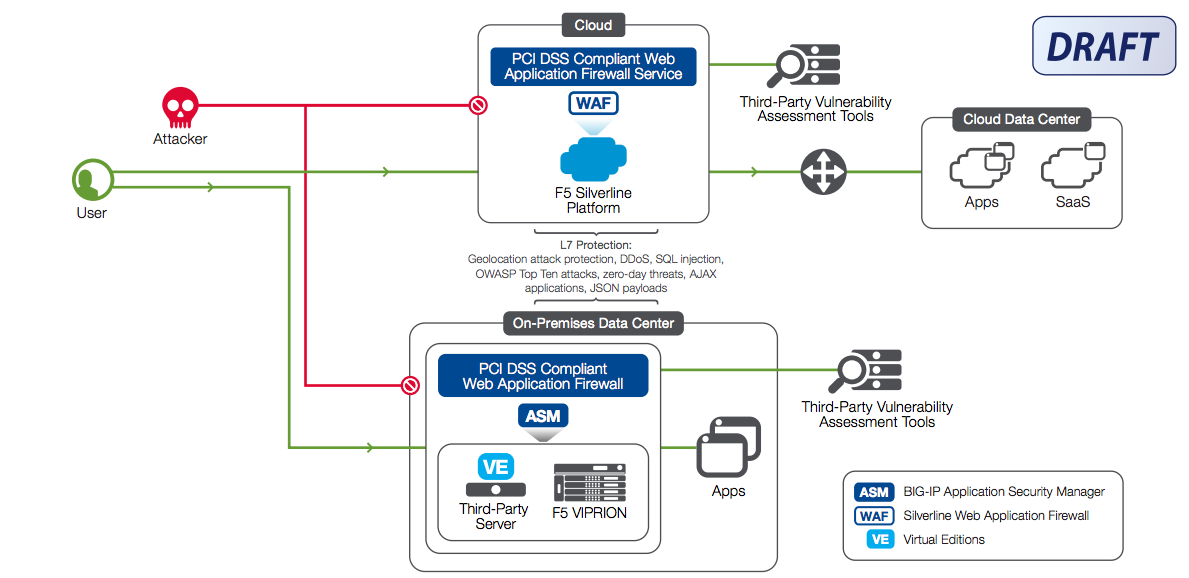 Cloud
DRAFT
PCI DSS Compliant Web
Application Firewall Service
WAF
Third-Party Vulnerability
Assessment Tools
Attacker
Cloud Data Center
User
F5 Silverline
Platform
Apps
SaaS
L7 Protection:
Geolocation attack protection, DDoS, SQL injection,
OWASP Top Ten attacks, zero-day threats, AJAX
applications, JSON payloads
On-Premises Data Center
PCI DSS Compliant
Web Application Firewall
ASM
Third-Party Vulnerability
Assessment Tools
VE
Third-Party
Server
F5 VIPRION
Apps
ASM BIG-IP Application Security Manager
WAF Silverline Web Application Firewall
VE Virtual Editions